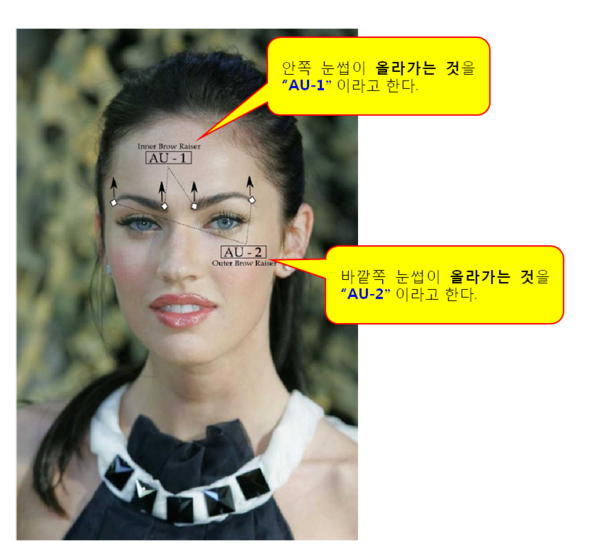 안쪽 눈썹이 올라가는 것을
“AU-1” 이라고 한다.
Inner Brow Raiser
AU - 1
AU - 2
Outer Brow Raiser
바깥쪽 눈썹이 올라가는 것을
“AU-2” 이라고 한다.